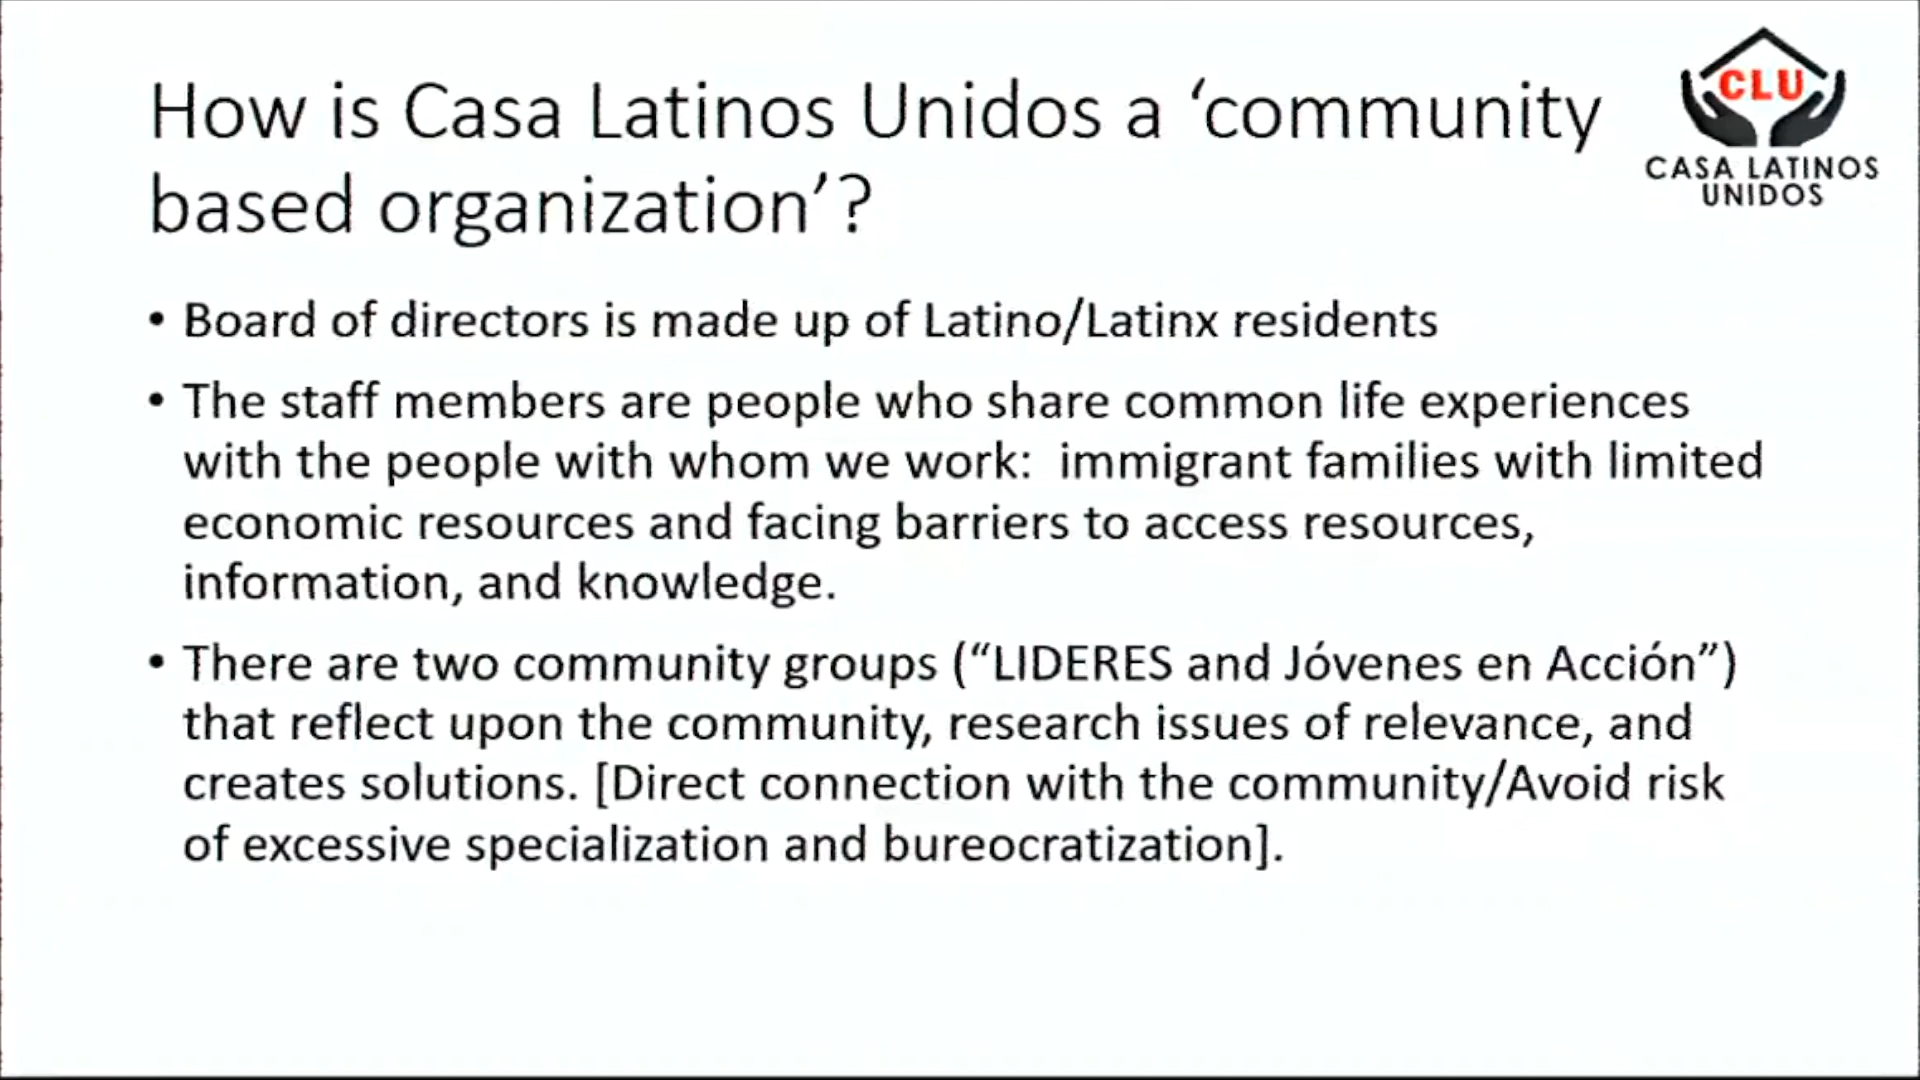 How is Casa Latinos Unidos a ‘community
based organization’?
CLU
CASA LATINOS
UNIDOS
• Board of directors is made up of Latino/Latinx residents
• The staff members are people who share common life experiences
with the people with whom we work:  immigrant families with limited
economic resources and facing barriers to access resources,
information, and knowledge.
• There are two community groups (“LIDERES and Jóvenes en Acción”)
that reflect upon the community, research issues of relevance, and
creates solutions. [Direct connection with the community/Avoid risk
of excessive specialization and bureocratization].